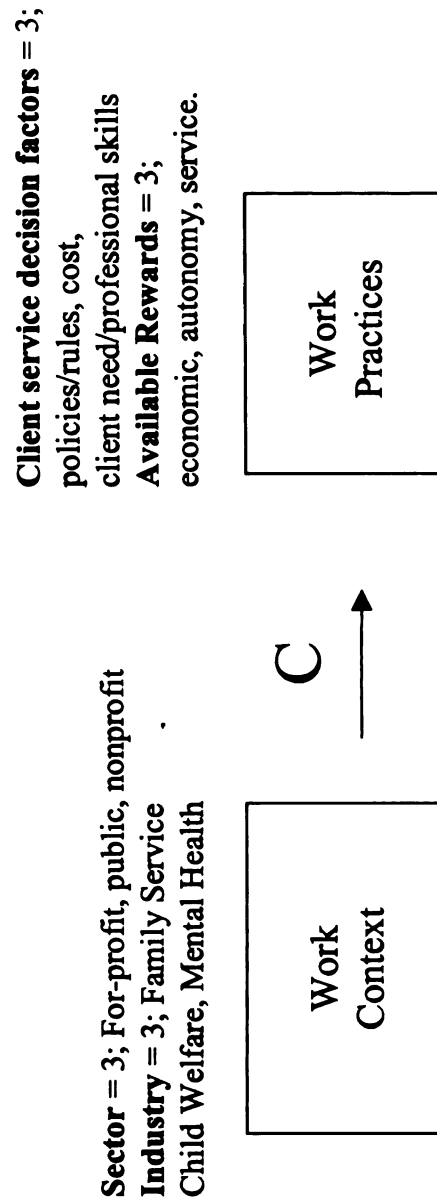 Sector = 3; For-profit, public, nonprofit
Industry = 3; Family Service
Child Welfare, Mental Health
Work
Context
C
Client service decision factors = 3;
policies/rules, cost,
client need/professional skills
Available Rewards = 3;
economic, autonomy, service.
Work
Practices